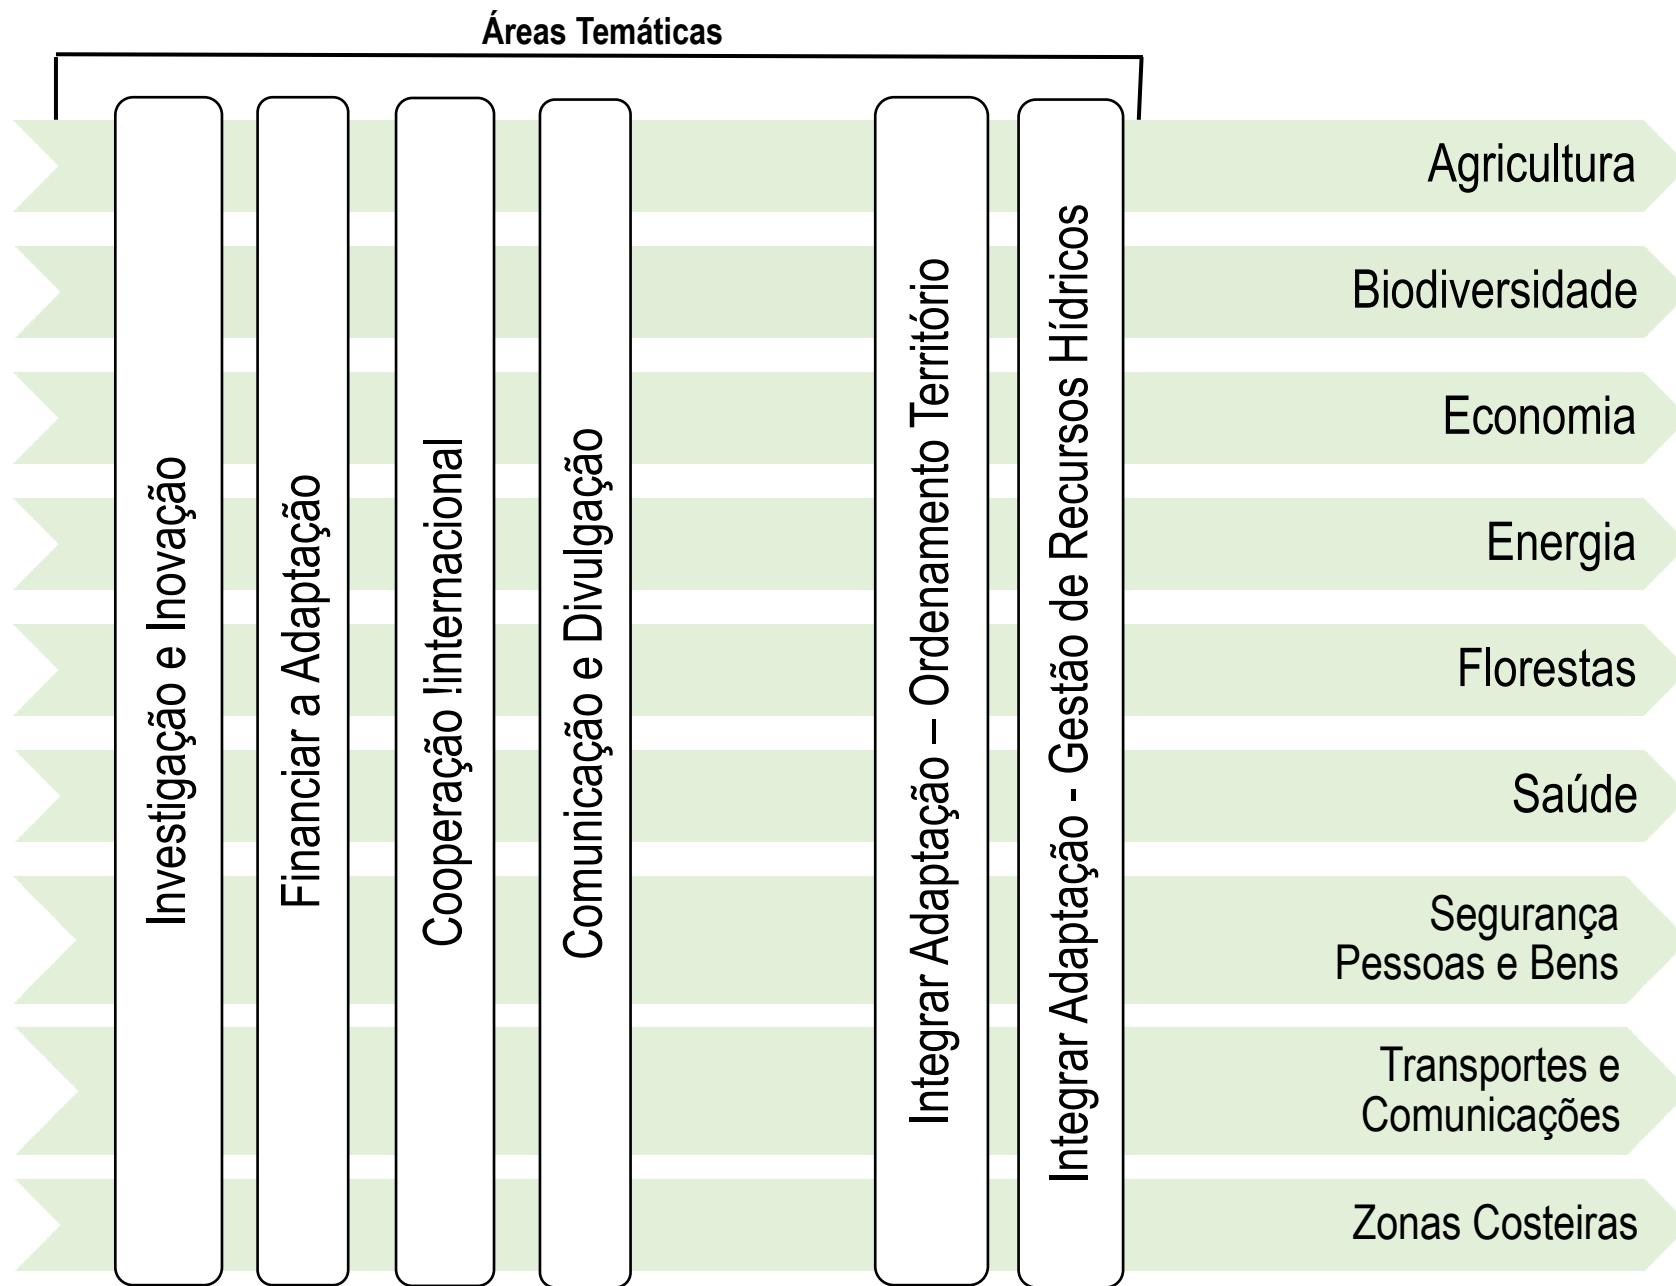 Áreas Temáticas
Investigação e Inovação
Financiar a Adaptação
Cooperação !internacional
Comunicação e Divulgação
Integrar Adaptação – Ordenamento Território
Integrar Adaptação - Gestão de Recursos Hídricos
Agricultura
Biodiversidade
Economia
Energia
Florestas
Saúde
Segurança
Pessoas e Bens
Transportes e
Comunicações
Zonas Costeiras